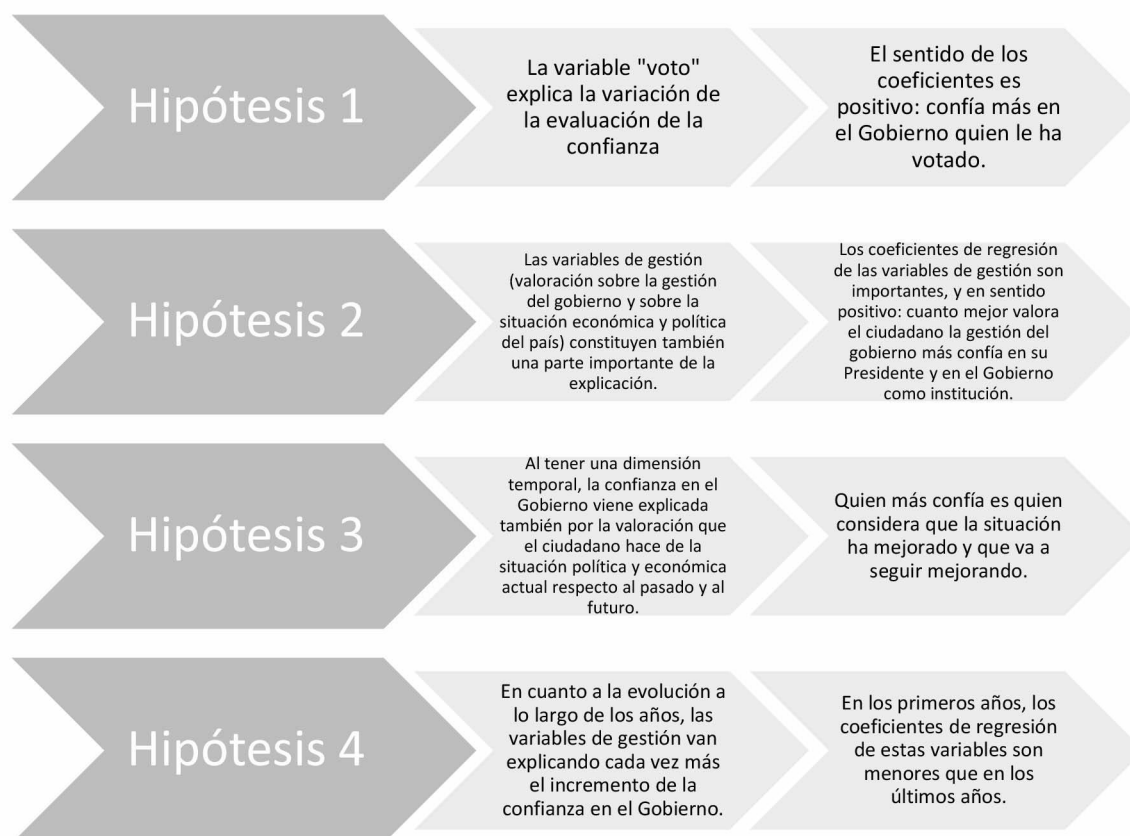 Hipótesis 1
La variable "voto"
explica la variación de
la evaluación de la
confianza
El sentido de los
coeficientes es
positivo: confía más en
el Gobierno quien le ha
votado.
Hipótesis 2
Las variables de gestión
(valoración sobre la gestión
del gobierno y sobre la
situación económica y política
del país) constituyen también
una parte importante de la
explicación.
Los coeficientes de regresión
de las variables de gestión son
importantes, y en sentido
positivo: cuanto mejor valora
el ciudadano la gestión del
gobierno más confía en su
Presidente y en el Gobierno
como institución.
Hipótesis 3
Al tener una dimensión
temporal, la confianza en el
Gobierno viene explicada
también por la valoración que
el ciudadano hace de la
situación política y económica
actual respecto al pasado y al
futuro.
Quien más confía es quien
considera que la situación
ha mejorado y que va a
seguir mejorando.
Hipótesis 4
En cuanto a la evolución a
lo largo de los años, las
variables de gestión van
explicando cada vez más
el incremento de la
confianza en el Gobierno.
En los primeros años, los
coeficientes de regresión
de estas variables son
menores que en los
últimos años.